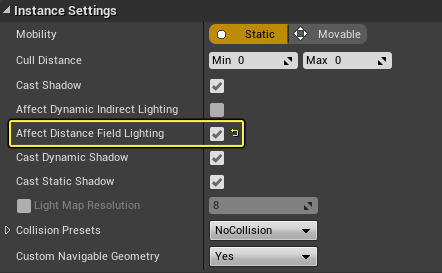 Instance Settings
Mobility Static Movable
Cull Distance Min 0 Max 0
Cast Shadow
Affect Dynamic Indirect Lighting
Affect Distance Field Lighting
Cast Dynamic Shadow
Cast Static Shadow
Light Map Resolution 8
Collision Presets NoCollision
Custom Navigable Geometry Yes